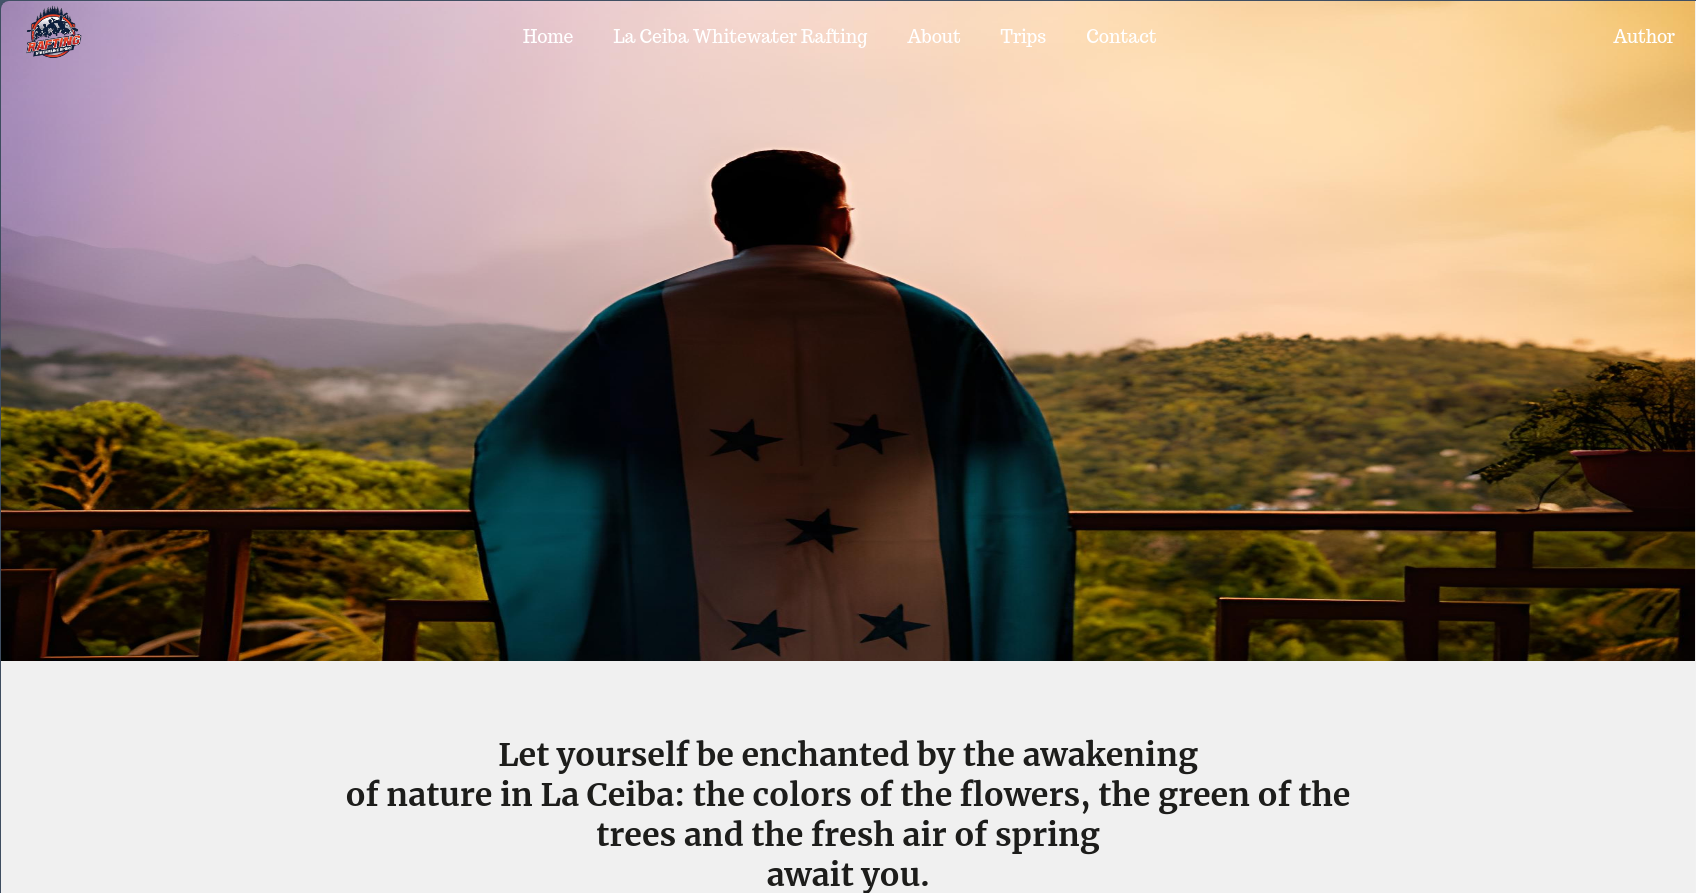 RAFTING
Home
La Ceiba Whitewater Rafting
About
Trips
Contact
Author
Let yourself be enchanted by the awakening
of nature in La Ceiba: the colors of the flowers, the green of the
trees and the fresh air of spring
await you.